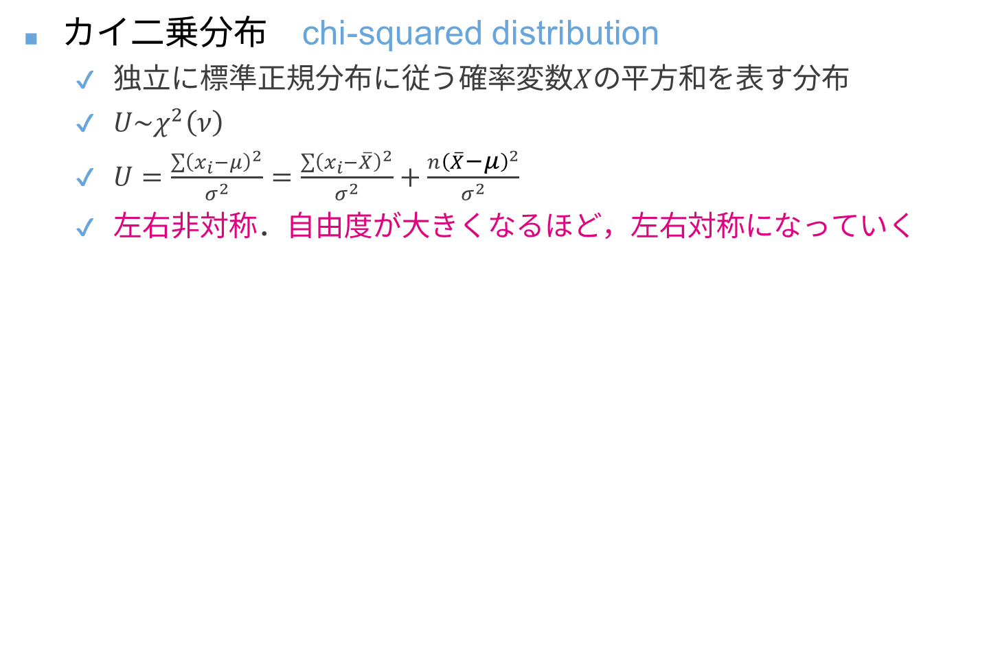 ▪ カイ二乗分布 chi-squared distribution
✓ 独立に標準正規分布に従う確率変数Xの平方和を表す分布
✓ U~χ²(ν)
✓ U = ∑(xᵢ−μ)²/σ² = ∑(xᵢ−X̄)²/σ² + n(X̄−μ)²/σ²
✓ 左右非対称．自由度が大きくなるほど，左右対称になっていく